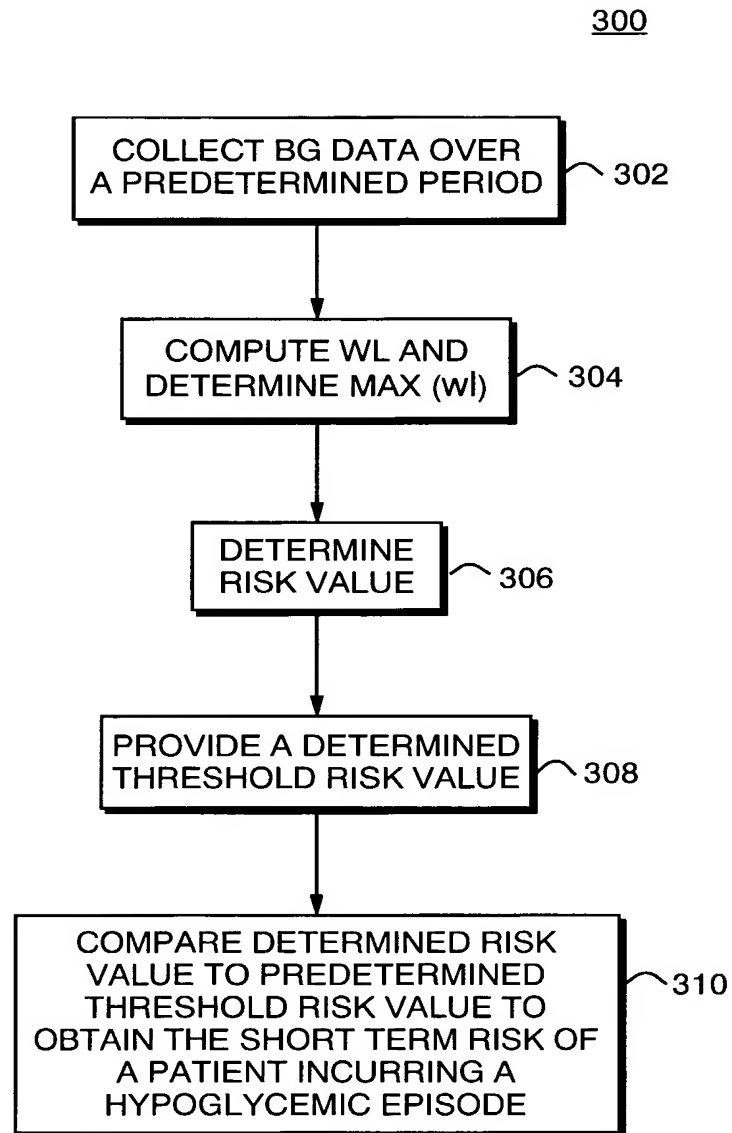 300
COLLECT BG DATA OVER
A PREDETERMINED PERIOD
302
COMPUTE WL AND
DETERMINE MAX (wl)
304
DETERMINE
RISK VALUE
306
PROVIDE A DETERMINED
THRESHOLD RISK VALUE
308
COMPARE DETERMINED RISK
VALUE TO PREDETERMINED
THRESHOLD RISK VALUE TO
OBTAIN THE SHORT TERM RISK OF
A PATIENT INCURRING A
HYPOGLYCEMIC EPISODE
310